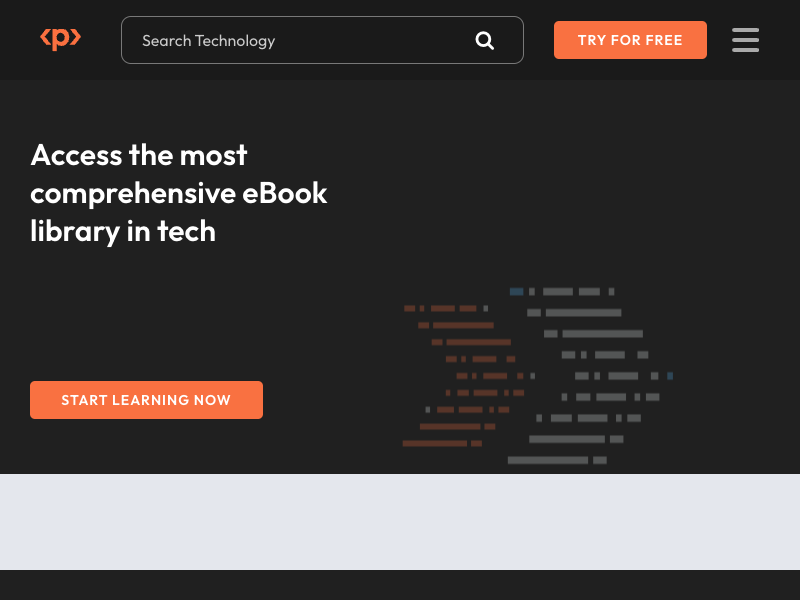 <p>
Search Technology
TRY FOR FREE
Access the most
comprehensive eBook
library in tech
START LEARNING NOW